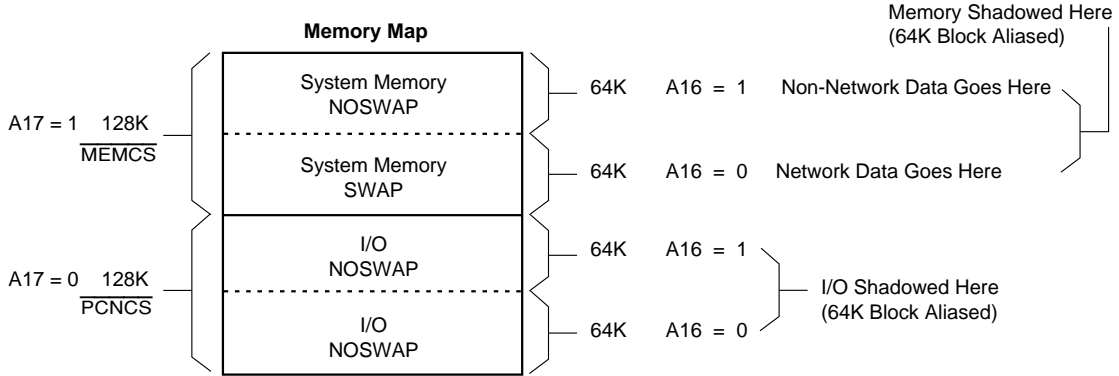 Memory Shadowed Here
(64K Block Aliased)
Memory Map
System Memory
NOSWAP
64K A16 = 1 Non-Network Data Goes Here
A17 = 1 128K
MEMCS
System Memory
SWAP
64K A16 = 0 Network Data Goes Here
I/O
NOSWAP
64K A16 = 1
A17 = 0 128K
PCNCS
I/O Shadowed Here
(64K Block Aliased)
I/O
NOSWAP
64K A16 = 0